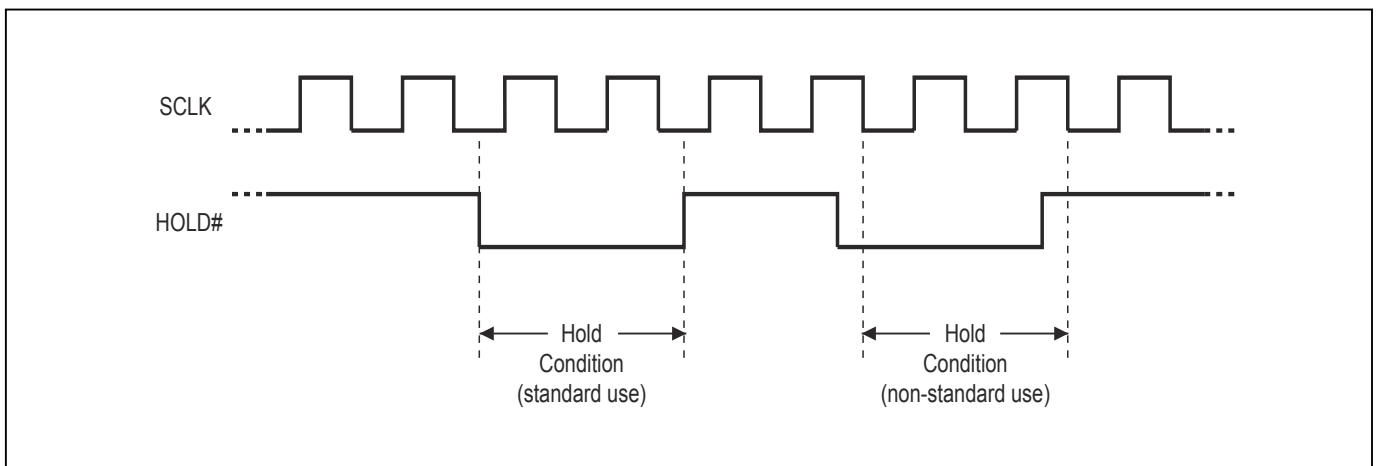 SCLK
HOLD#
Hold
Condition
(standard use)
Hold
Condition
(non-standard use)